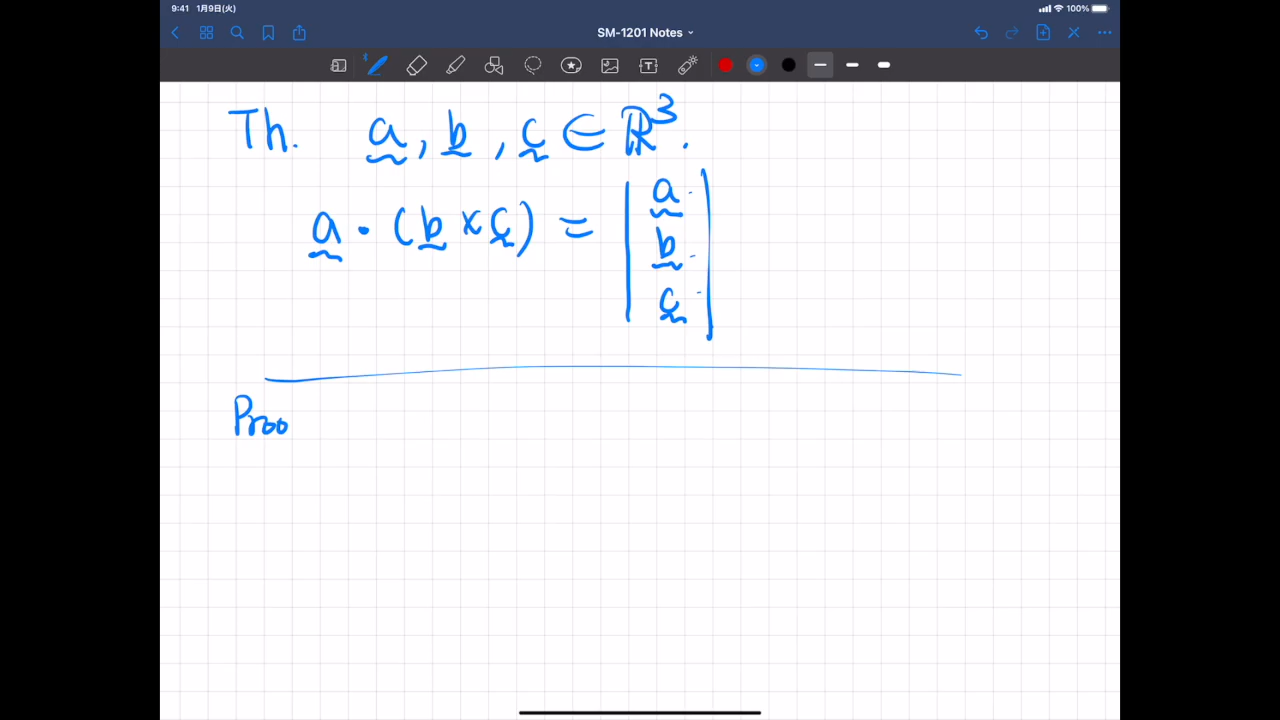 9:41 1月9日(火) 100%
SM-1201 Notes
Th. a, b, c ∈ ℝ³.
a · (b × c) = | a b c |
Proo